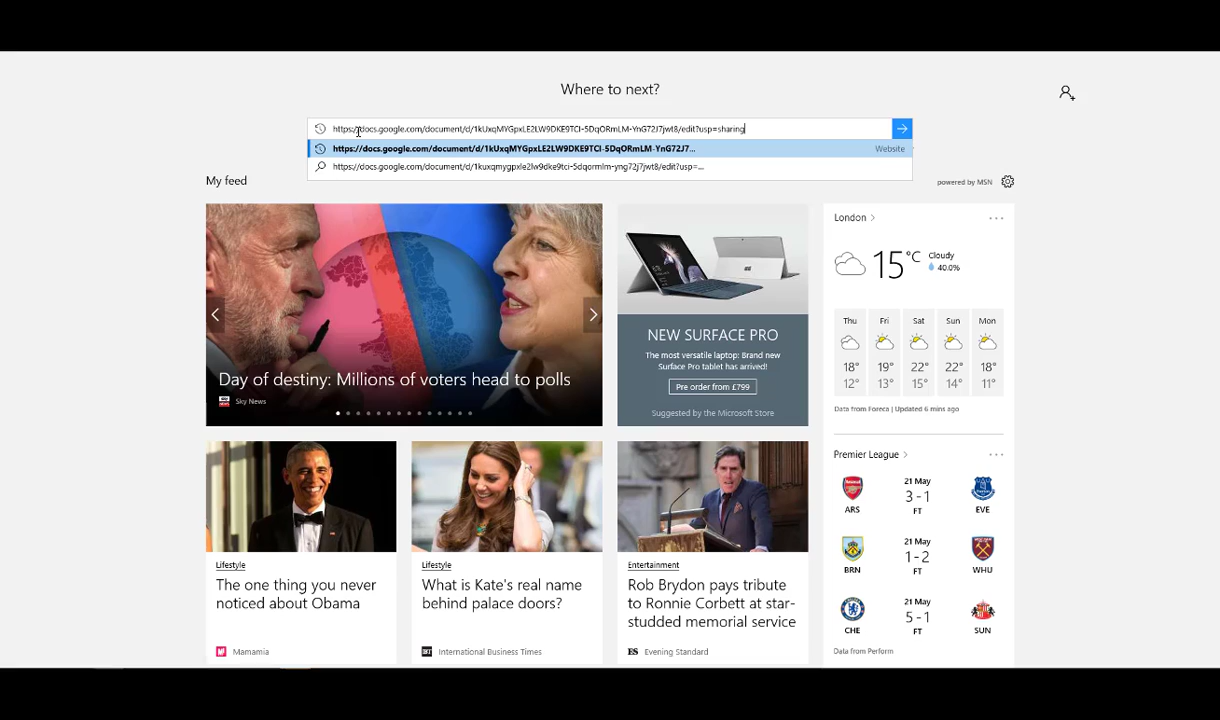 Where to next?
https://docs.google.com/document/d/1kUxqMYGpxLE2LW9DKE9TCI-5DqORmLM-YnG72J7jwt8/edit?usp=sharing
https://docs.google.com/document/d/1kUxqMYGpxLE2LW9DKE9TCI-5DqORmLM-YnG72J7... Website
https://docs.google.com/document/d/1kuxqmygpxle2lw9dke9tci-5dqormlm-yng72j7jwt8/edit?usp=...
My feed
powered by MSN
Day of destiny: Millions of voters head to polls
sky news Sky News
NEW SURFACE PRO
The most versatile laptop: Brand new
Surface Pro tablet has arrived!
Pre order from £799
Suggested by the Microsoft Store
London
15°C Cloudy
40.0%
Thu Fri Sat Sun Mon
18° 19° 22° 22° 18°
12° 13° 15° 14° 11°
Data from Foreca | Updated 6 mins ago
Premier League
21 May
3-1
ARS FT EVE
21 May
1-2
BRN FT WHU
21 May
5-1
CHE FT SUN
Data from Perform
Lifestyle
The one thing you never
noticed about Obama
Mamamia
Lifestyle
What is Kate's real name
behind palace doors?
IBT International Business Times
Entertainment
Rob Brydon pays tribute
to Ronnie Corbett at star-
studded memorial service
ES Evening Standard